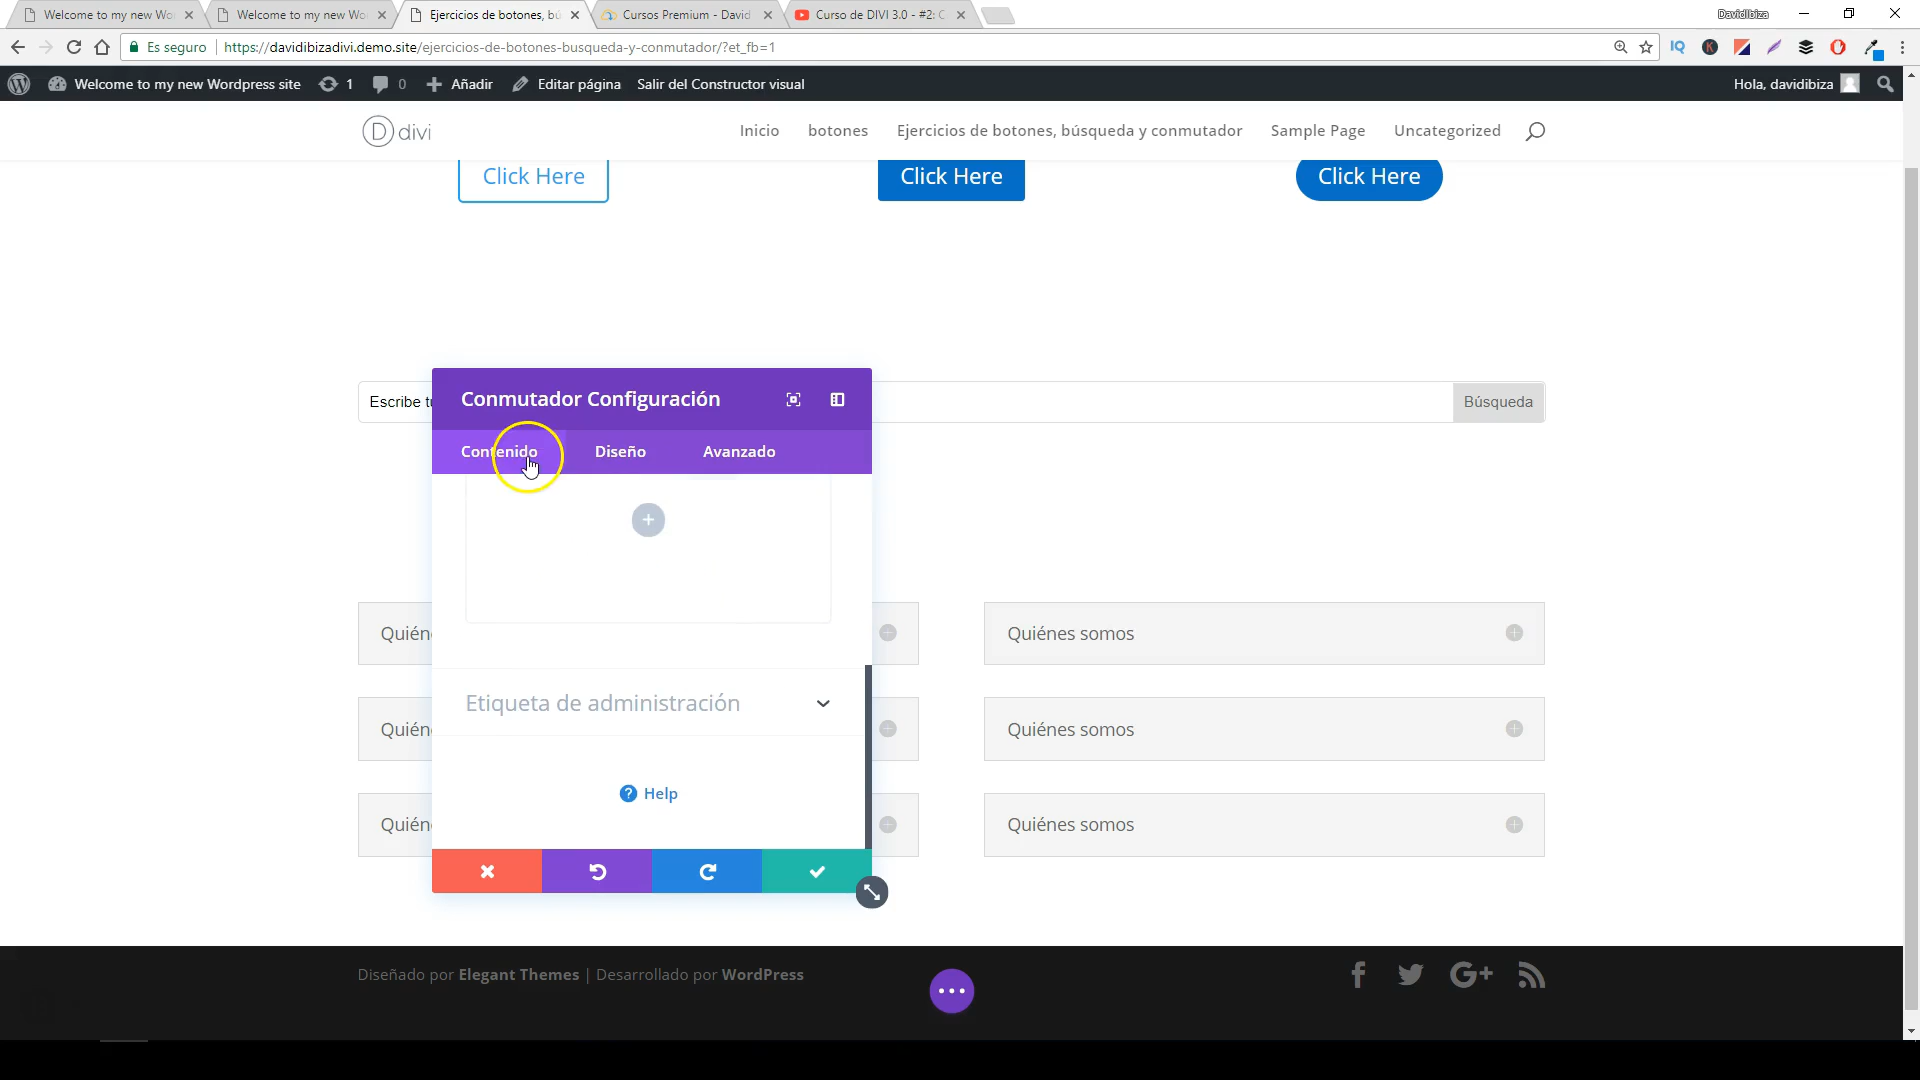 Welcome to my new Wo
Welcome to my new Wo
Ejercicios de botones, bú
Cursos Premium - David
Curso de DIVI 3.0 - #2: C
DavidIbiza
Es seguro
https://davidibizadivi.demo.site/ejercicios-de-botones-busqueda-y-conmutador/?et_fb=1
Welcome to my new Wordpress site
1
0
Añadir
Editar página
Salir del Constructor visual
Hola, davidibiza
divi
Inicio
botones
Ejercicios de botones, búsqueda y conmutador
Sample Page
Uncategorized
Click Here
Click Here
Click Here
Escribe t
Búsqueda
Conmutador Configuración
Contenido
Diseño
Avanzado
Etiqueta de administración
Help
Quién
Quiénes somos
Quién
Quiénes somos
Quién
Quiénes somos
Diseñado por Elegant Themes | Desarrollado por WordPress